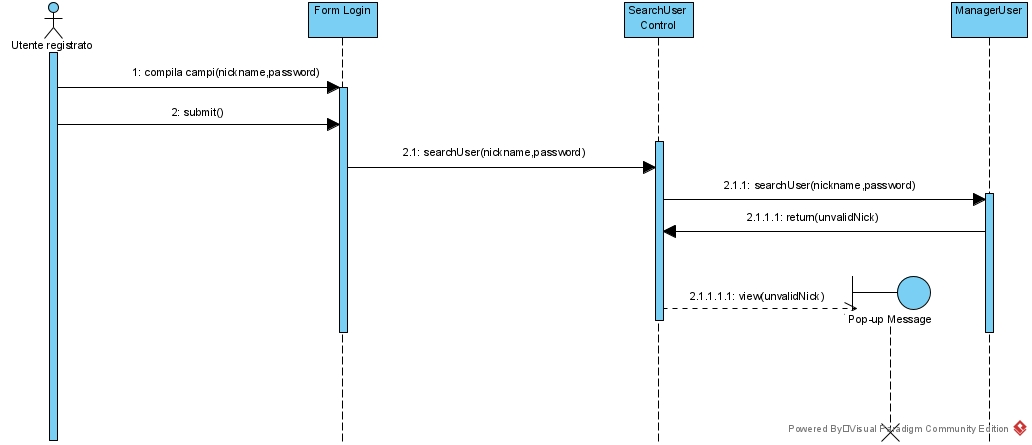 Form Login
SearchUser
Control
ManagerUser
Utente registrato
1: compila campi(nickname,password)
2: submit()
2.1: searchUser(nickname,password)
2.1.1: searchUser(nickname,password)
2.1.1.1: return(unvalidNick)
2.1.1.1.1: view(unvalidNick)
Pop-up Message
Powered By Visual Paradigm Community Edition